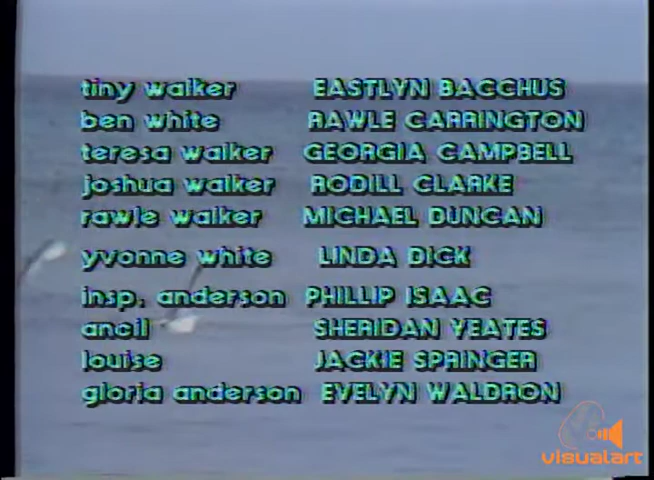 tiny walker EASTLYN BACCHUS
ben white RAWLE CARRINGTON
teresa walker GEORGIA CAMPBELL
joshua walker RODILL CLARKE
rawle walker MICHAEL DUNCAN
yvonne white LINDA DICK
insp. anderson PHILLIP ISAAC
ancil SHERIDAN YEATES
louise JACKIE SPRINGER
gloria anderson EVELYN WALDRON
visualart